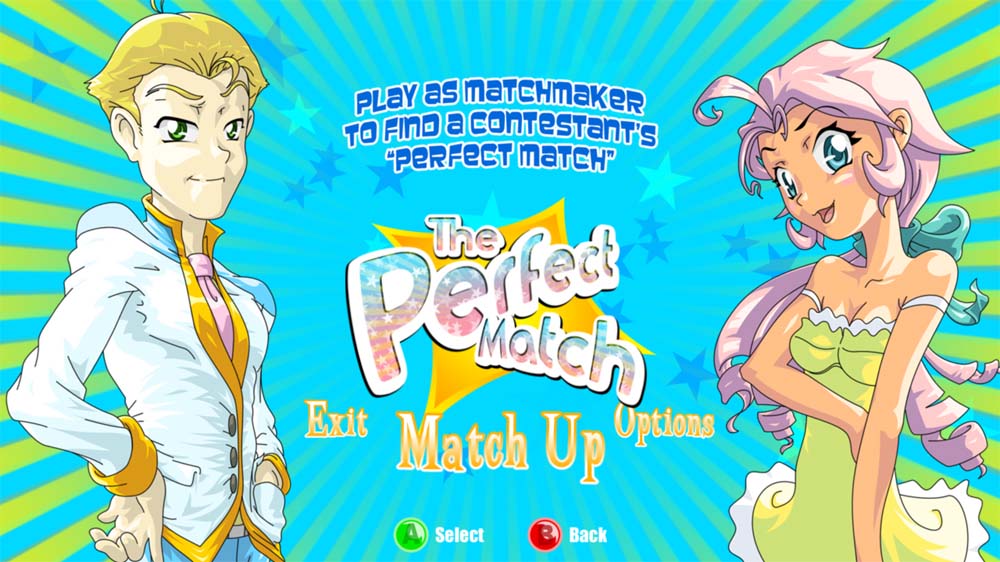 PLAY AS MATCHMAKER
TO FIND A CONTESTANT'S
"PERFECT MATCH"
The
Perfect
Match
Exit
Match Up
Options
A Select
B Back